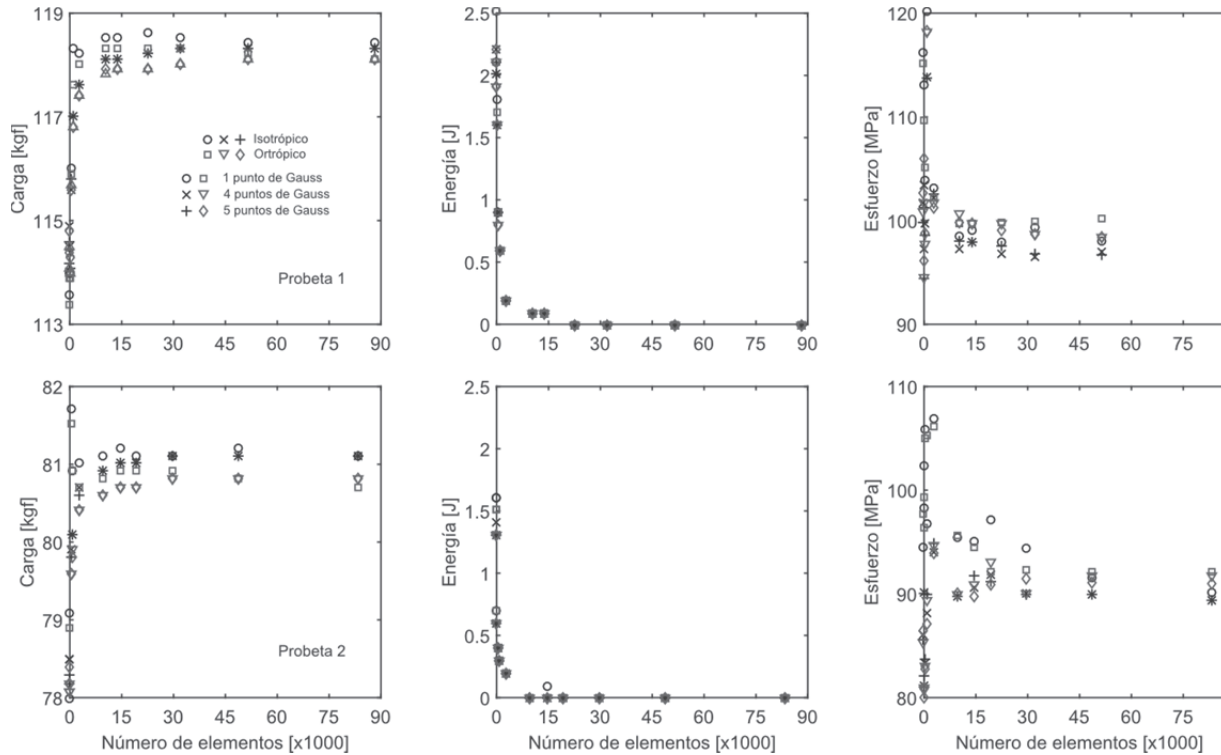 119
117
115
113
Carga [kgf]
Isotrópico
Ortrópico
1 punto de Gauss
4 puntos de Gauss
5 puntos de Gauss
Probeta 1
0 15 30 45 60 75 90
2.5
2
1.5
1
0.5
0
Energía [J]
0 15 30 45 60 75 90
120
110
100
90
Esfuerzo [MPa]
0 15 30 45 60 75
82
81
80
79
78
Carga [kgf]
Probeta 2
0 15 30 45 60 75 90
Número de elementos [x1000]
2.5
2
1.5
1
0.5
0
Energía [J]
0 15 30 45 60 75 90
Número de elementos [x1000]
110
100
90
80
Esfuerzo [MPa]
0 15 30 45 60 75
Número de elementos [x1000]